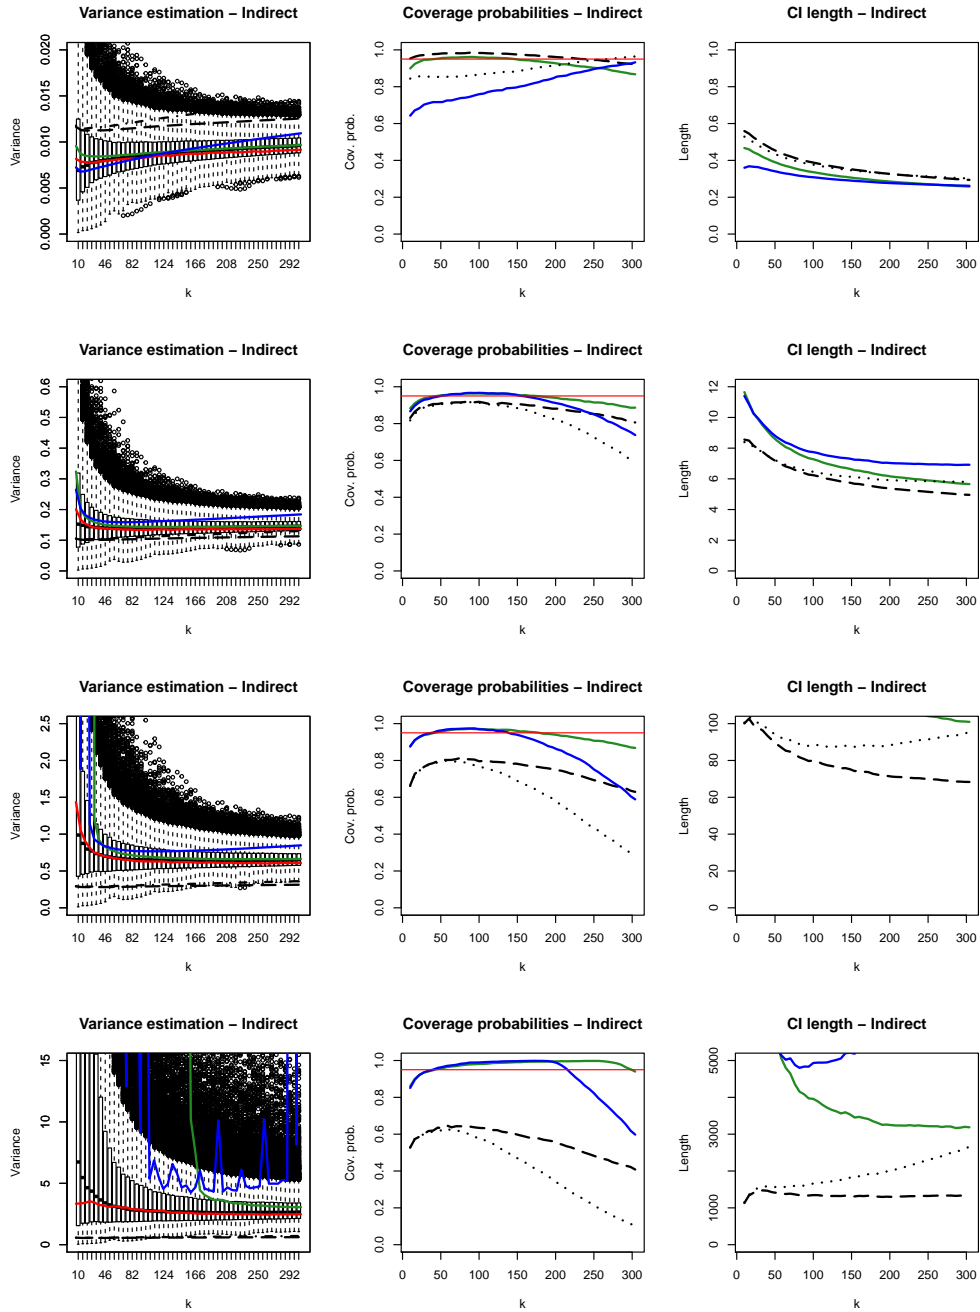 Variance estimation – Indirect
Coverage probabilities – Indirect
CI length – Indirect
Variance
0.000 0.005 0.010 0.015 0.020
10 46 82 124 166 208 250 292
k
Cov. prob.
0.0 0.2 0.4 0.6 0.8 1.0
0 50 100 150 200 250 300
k
Length
0.0 0.2 0.4 0.6 0.8 1.0
0 50 100 150 200 250 300
k
Variance estimation – Indirect
Coverage probabilities – Indirect
CI length – Indirect
Variance
0.0 0.1 0.2 0.3 0.4 0.5 0.6
10 46 82 124 166 208 250 292
k
Cov. prob.
0.0 0.2 0.4 0.6 0.8 1.0
0 50 100 150 200 250 300
k
Length
0 2 4 6 8 10 12
0 50 100 150 200 250 300
k
Variance estimation – Indirect
Coverage probabilities – Indirect
CI length – Indirect
Variance
0.0 0.5 1.0 1.5 2.0 2.5
10 46 82 124 166 208 250 292
k
Cov. prob.
0.0 0.2 0.4 0.6 0.8 1.0
0 50 100 150 200 250 300
k
Length
0 20 40 60 80 100
0 50 100 150 200 250 300
k
Variance estimation – Indirect
Coverage probabilities – Indirect
CI length – Indirect
Variance
0 5 10 15
10 46 82 124 166 208 250 292
k
Cov. prob.
0.0 0.2 0.4 0.6 0.8 1.0
0 50 100 150 200 250 300
k
Length
0 1000 3000 5000
0 50 100 150 200 250 300
k